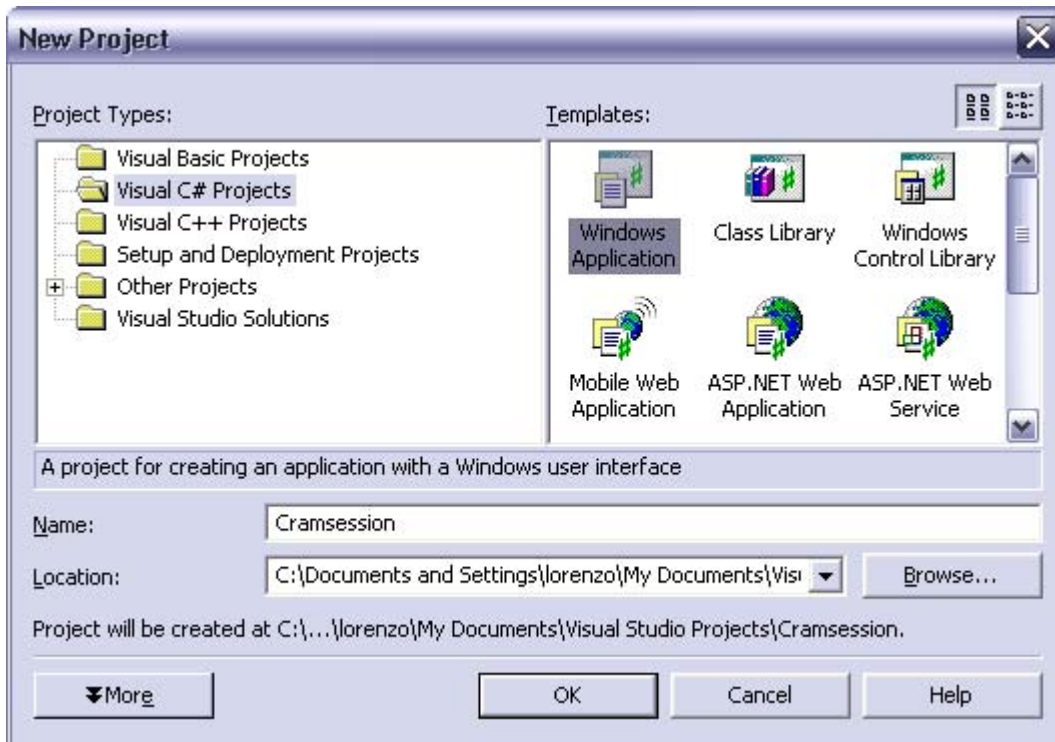 New Project
Project Types:
Templates:
Visual Basic Projects
Visual C# Projects
Visual C++ Projects
Setup and Deployment Projects
Other Projects
Visual Studio Solutions
Windows Application
Class Library
Windows Control Library
Mobile Web Application
ASP.NET Web Application
ASP.NET Web Service
A project for creating an application with a Windows user interface
Name:
Cramsession
Location:
C:\Documents and Settings\lorenzo\My Documents\Visu
Browse...
Project will be created at C:\...\lorenzo\My Documents\Visual Studio Projects\Cramsession.
More
OK
Cancel
Help